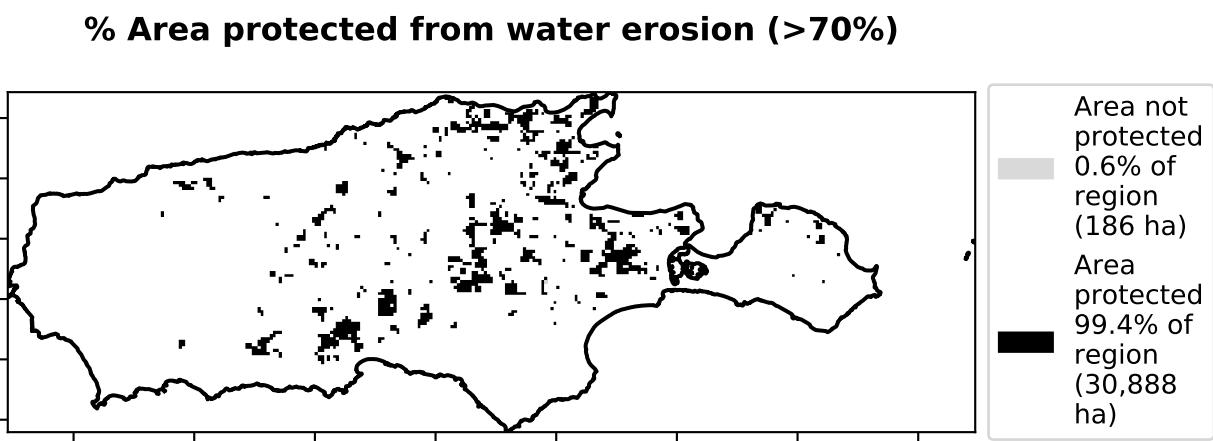 % Area protected from water erosion (>70%)
Area not
protected
0.6% of
region
(186 ha)
Area
protected
99.4% of
region
(30,888
ha)